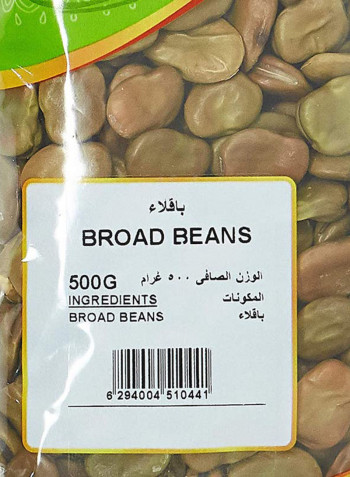 باقلاء
BROAD BEANS
500G الوزن الصافى ٥٠٠ غرام
INGREDIENTS المكونات
BROAD BEANS باقلاء
6 294004 510441